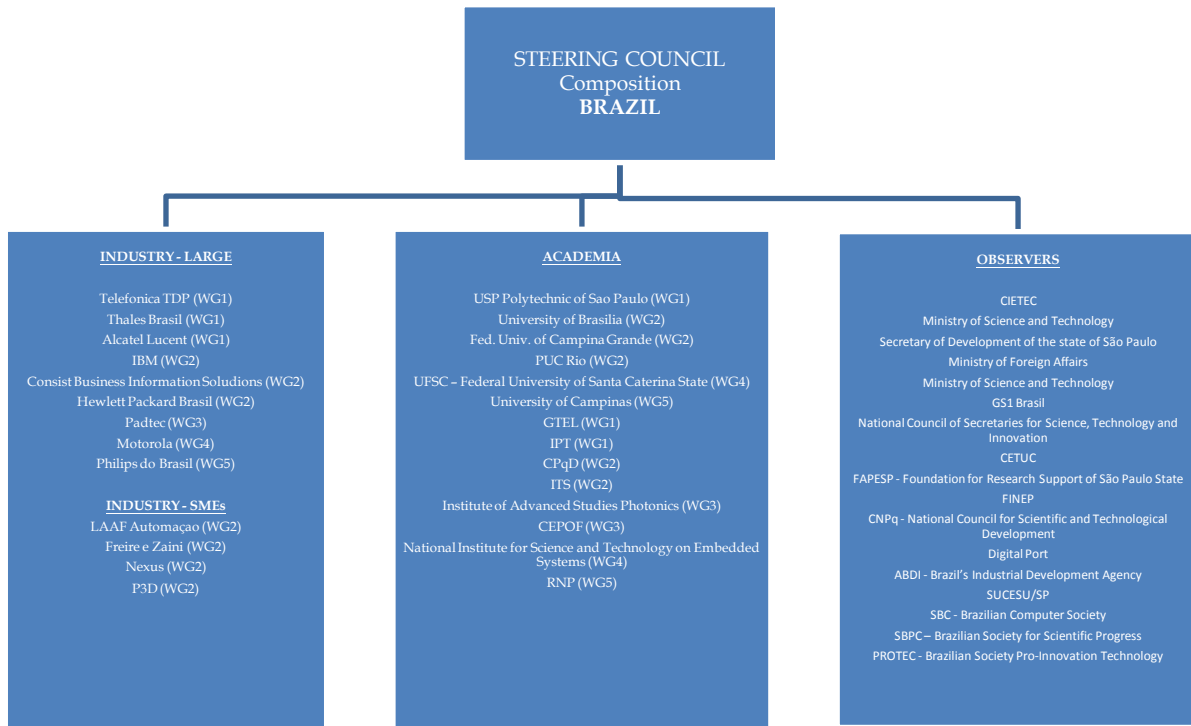 STEERING COUNCIL
Composition
BRAZIL
INDUSTRY - LARGE
Telefonica TDP (WG1)
Thales Brasil (WG1)
Alcatel Lucent (WG1)
IBM (WG2)
Consist Business Information Soludions (WG2)
Hewlett Packard Brasil (WG2)
Padtec (WG3)
Motorola (WG4)
Philips do Brasil (WG5)
INDUSTRY - SMEs
LAAF Automaçao (WG2)
Freire e Zaini (WG2)
Nexus (WG2)
P3D (WG2)
ACADEMIA
USP Polytechnic of Sao Paulo (WG1)
University of Brasilia (WG2)
Fed. Univ. of Campina Grande (WG2)
PUC Rio (WG2)
UFSC – Federal University of Santa Caterina State (WG4)
University of Campinas (WG5)
GTEL (WG1)
IPT (WG1)
CPqD (WG2)
ITS (WG2)
Institute of Advanced Studies Photonics (WG3)
CEPOF (WG3)
National Institute for Science and Technology on Embedded
Systems (WG4)
RNP (WG5)
OBSERVERS
CIETEC
Ministry of Science and Technology
Secretary of Development of the state of São Paulo
Ministry of Foreign Affairs
Ministry of Science and Technology
GS1 Brasil
National Council of Secretaries for Science, Technology and
Innovation
CETUC
FAPESP - Foundation for Research Support of São Paulo State
FINEP
CNPq - National Council for Scientific and Technological
Development
Digital Port
ABDI - Brazil's Industrial Development Agency
SUCESU/SP
SBC - Brazilian Computer Society
SBPC – Brazilian Society for Scientific Progress
PROTEC - Brazilian Society Pro-Innovation Technology